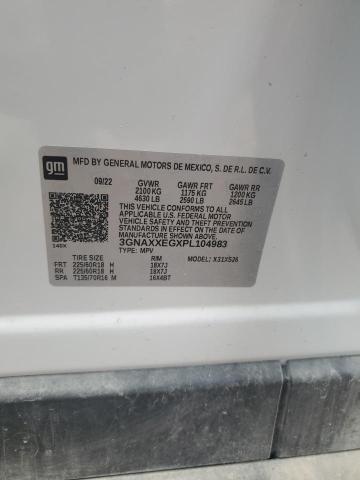 gm
MFD BY GENERAL MOTORS DE MEXICO, S. DE R.L. DE C.V.
09/22 GVWR GAWR FRT GAWR RR
2100 KG 1175 KG 1200 KG
4630 LB 2590 LB 2645 LB
THIS VEHICLE CONFORMS TO ALL APPLICABLE
U.S. FEDERAL MOTOR
VEHICLE SAFETY AND THEFT PREVENTION STANDARDS
IN EFFECT ON THE DATE OF MANUFACTURE SHOWN ABOVE.
3GNAXXEGXPL104983
TYPE: MPV MODEL: X31XS26
TIRE SIZE RIM
FRT 225/60R18 H 18X7J
RR 225/60R18 H 18X7J
SPA T135/70R16 M 16X4BT